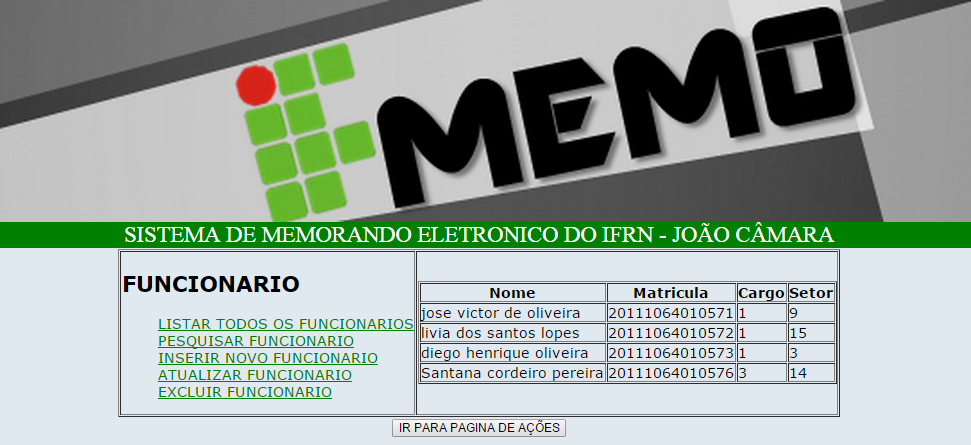 MEMO
SISTEMA DE MEMORANDO ELETRONICO DO IFRN - JOÃO CÂMARA
FUNCIONARIO
LISTAR TODOS OS FUNCIONARIOS
PESQUISAR FUNCIONARIO
INSERIR NOVO FUNCIONARIO
ATUALIZAR FUNCIONARIO
EXCLUIR FUNCIONARIO
Nome Matricula Cargo Setor
jose victor de oliveira 20111064010571 1 9
livia dos santos lopes 20111064010572 1 15
diego henrique oliveira 20111064010573 1 3
Santana cordeiro pereira 20111064010576 3 14
IR PARA PAGINA DE AÇÕES